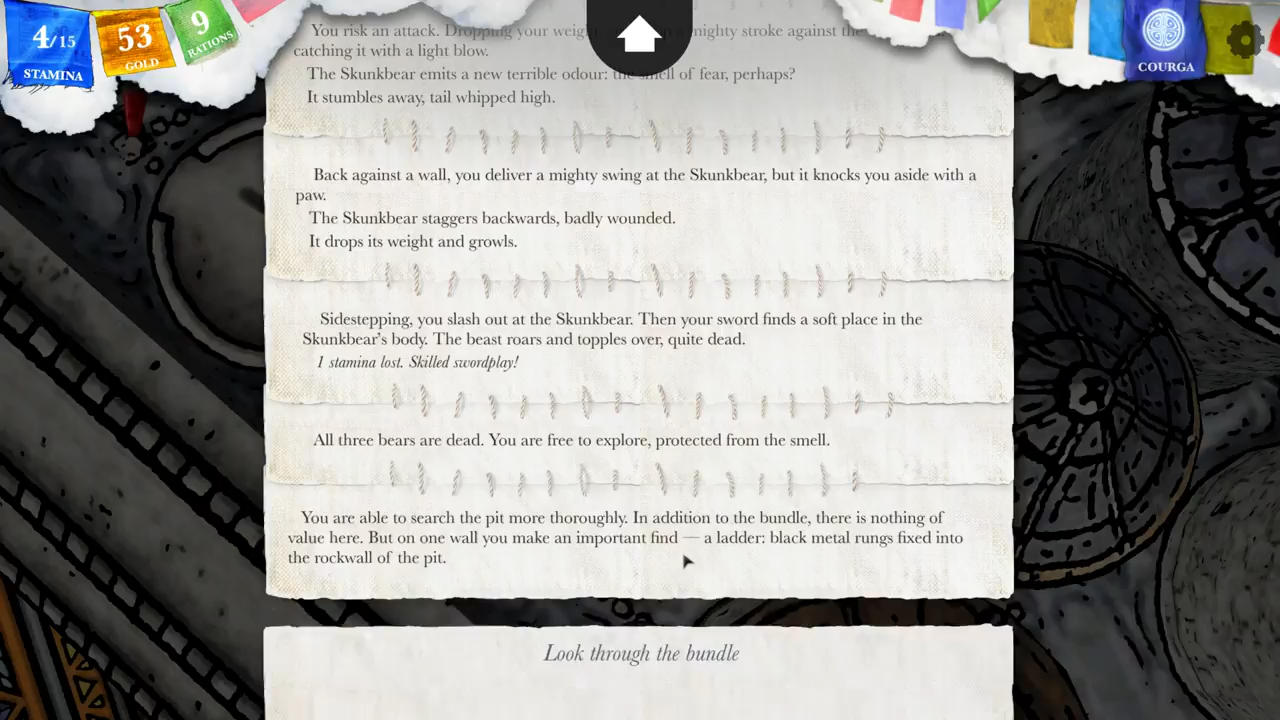 4/15
STAMINA
53
GOLD
9
RATIONS
COURGA
You risk an attack. Dropping your weight mighty stroke against the
catching it with a light blow.
The Skunkbear emits a new terrible odour: the smell of fear, perhaps?
It stumbles away, tail whipped high.
Back against a wall, you deliver a mighty swing at the Skunkbear, but it knocks you aside with a
paw.
The Skunkbear staggers backwards, badly wounded.
It drops its weight and growls.
Sidestepping, you slash out at the Skunkbear. Then your sword finds a soft place in the
Skunkbear's body. The beast roars and topples over, quite dead.
1 stamina lost. Skilled swordplay!
All three bears are dead. You are free to explore, protected from the smell.
You are able to search the pit more thoroughly. In addition to the bundle, there is nothing of
value here. But on one wall you make an important find — a ladder: black metal rungs fixed into
the rockwall of the pit.
Look through the bundle